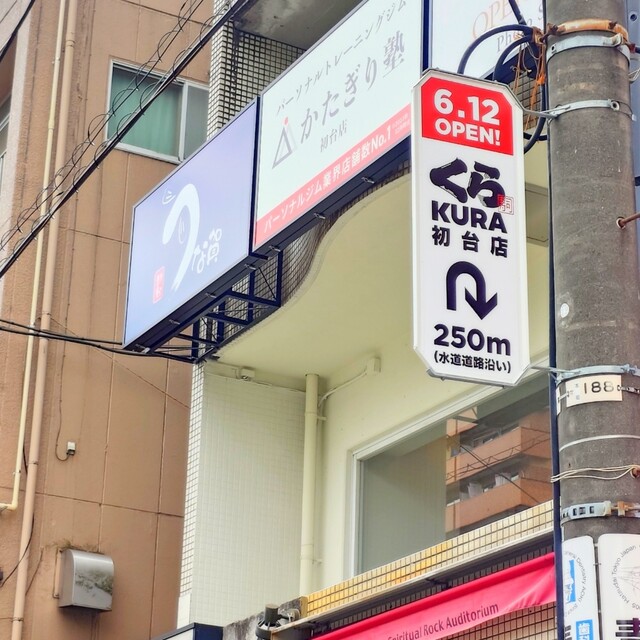 パーソナルトレーニングジム
かたぎり塾
初台店
パーソナルジム業界店舗数No.1
6.12
OPEN!
くら
KURA
初台店
250m
(水道道路沿い)
188
Spiritual Rock Auditorium